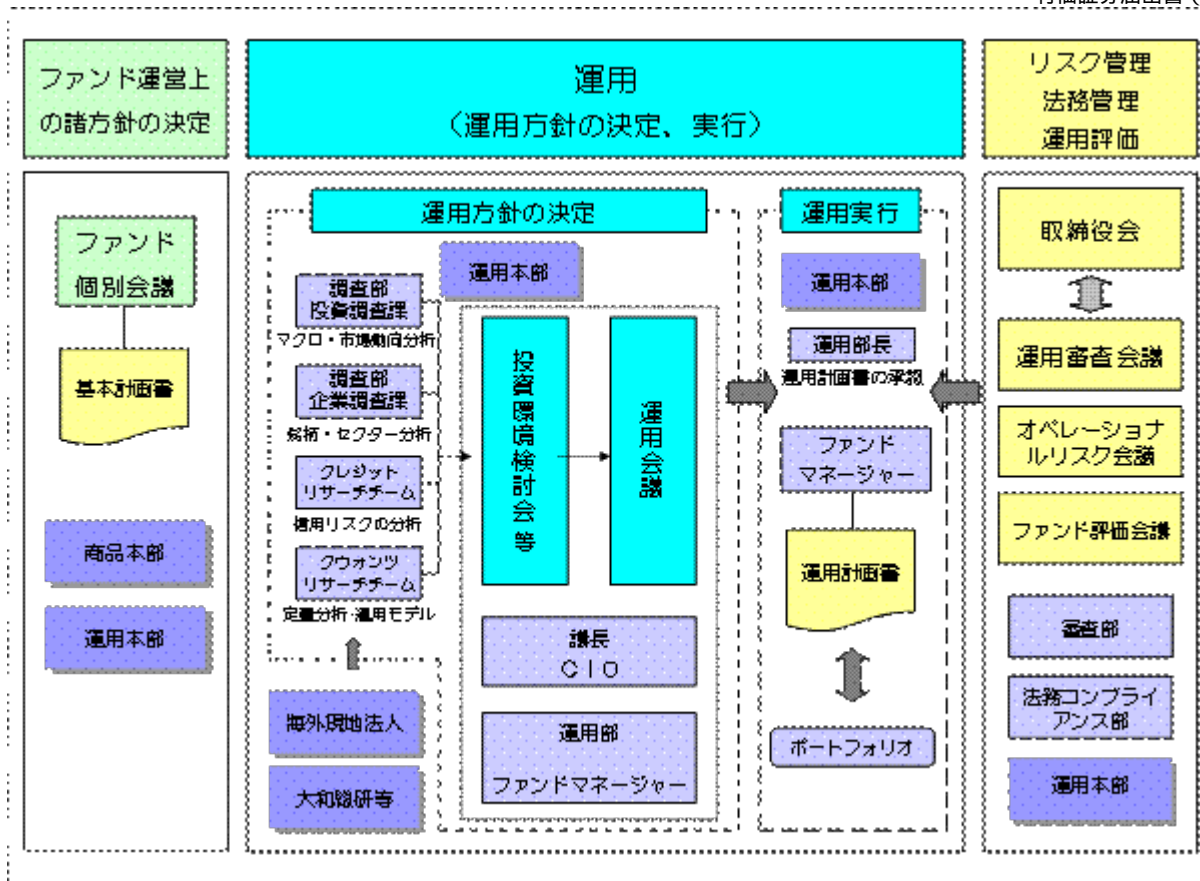 有価証券届出書(
ファンド運営上
の諸方針の決定
運用
(運用方針の決定、実行)
リスク管理
法務管理
運用評価
ファンド
個別会議
基本計画書
商品本部
運用本部
運用方針の決定
運用本部
調査部
投資調査課
マクロ・市場動向分析
調査部
企業調査課
銘柄・セクター分析
クレジット
リサーチチーム
信用リスクの分析
クウォンツ
リサーチチーム
定量分析・運用モデル
海外現地法人
大和総研等
投資環境検討会等
運用会議
議長
CIO
運用部
ファンドマネージャー
運用実行
運用本部
運用部長
運用計画書の承認
ファンド
マネージャー
運用計画書
ポートフォリオ
取締役会
運用審査会議
オペレーショナ
ルリスク会議
ファンド評価会議
審査部
法務コンプライ
アンス部
運用本部